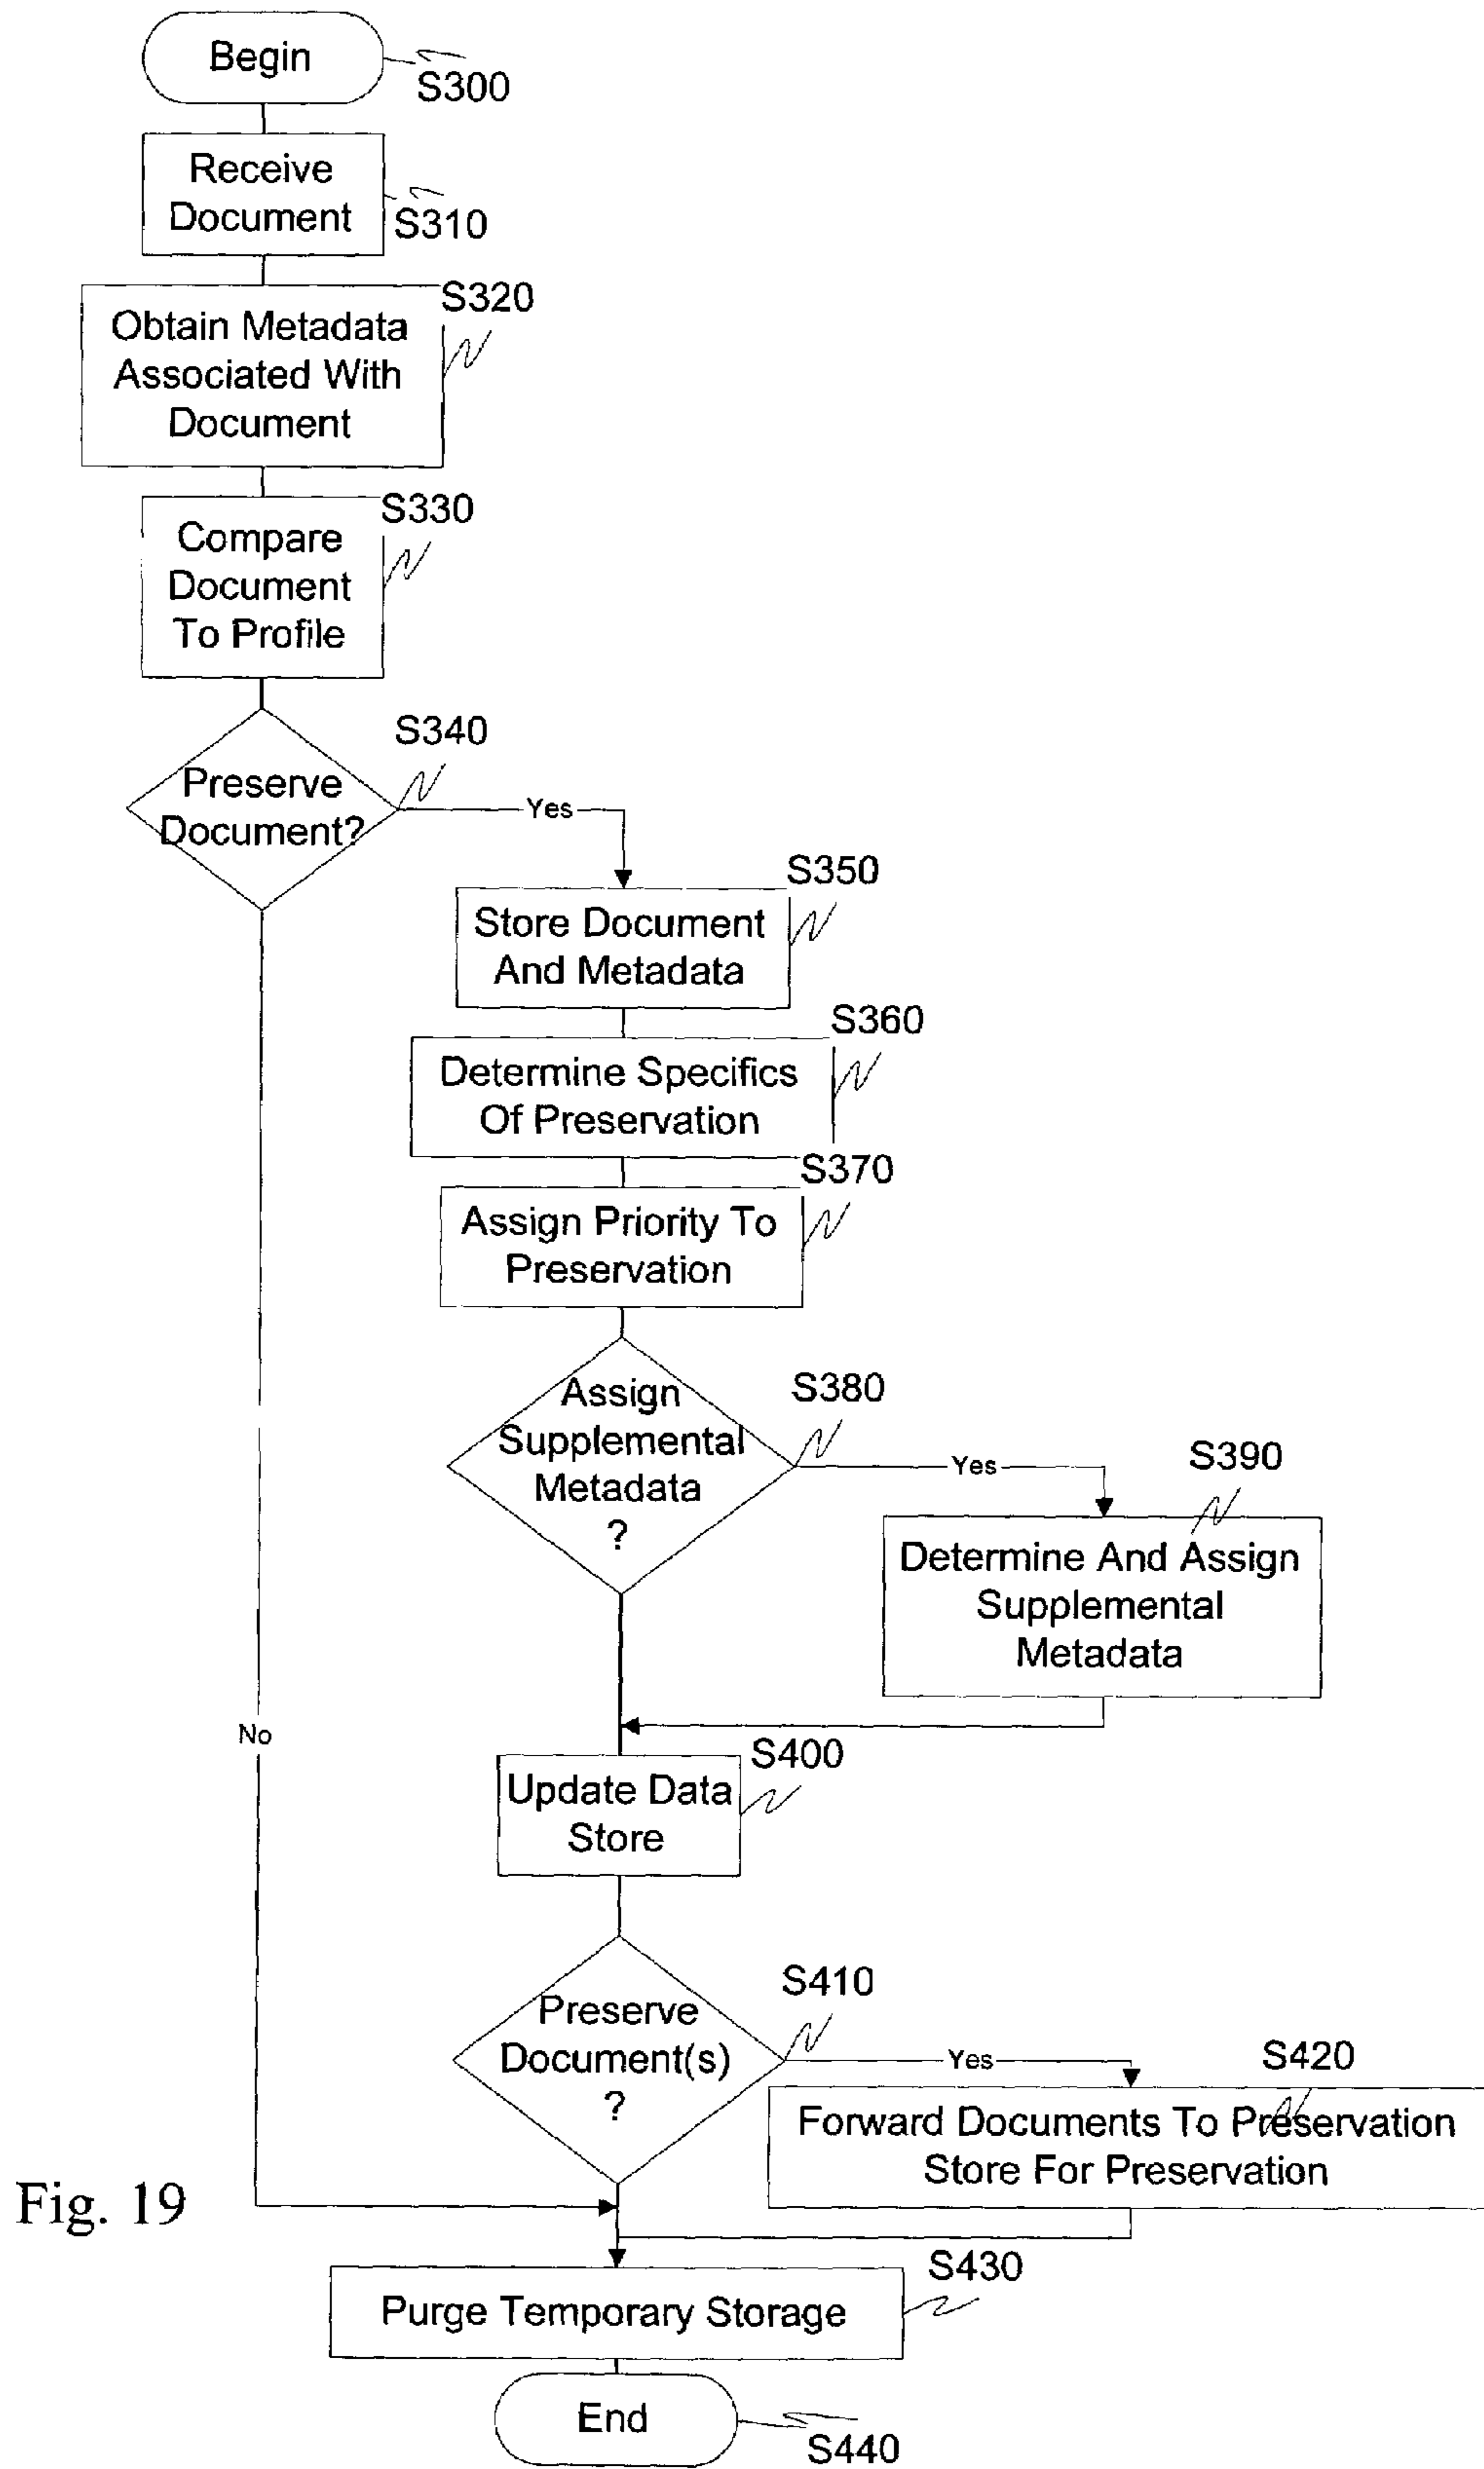 Begin
S300
Receive
Document
S310
S320
Obtain Metadata
Associated With
Document
S330
Compare
Document
To Profile
S340
Preserve
Document?
Yes
S350
Store Document
And Metadata
S360
Determine Specifics
Of Preservation
S370
Assign Priority To
Preservation
S380
Assign
Supplemental
Metadata
?
Yes
S390
Determine And Assign
Supplemental
Metadata
No
S400
Update Data
Store
S410
Preserve
Document(s)
?
Yes
S420
Forward Documents To Preservation
Store For Preservation
Fig. 19
S430
Purge Temporary Storage
End
S440